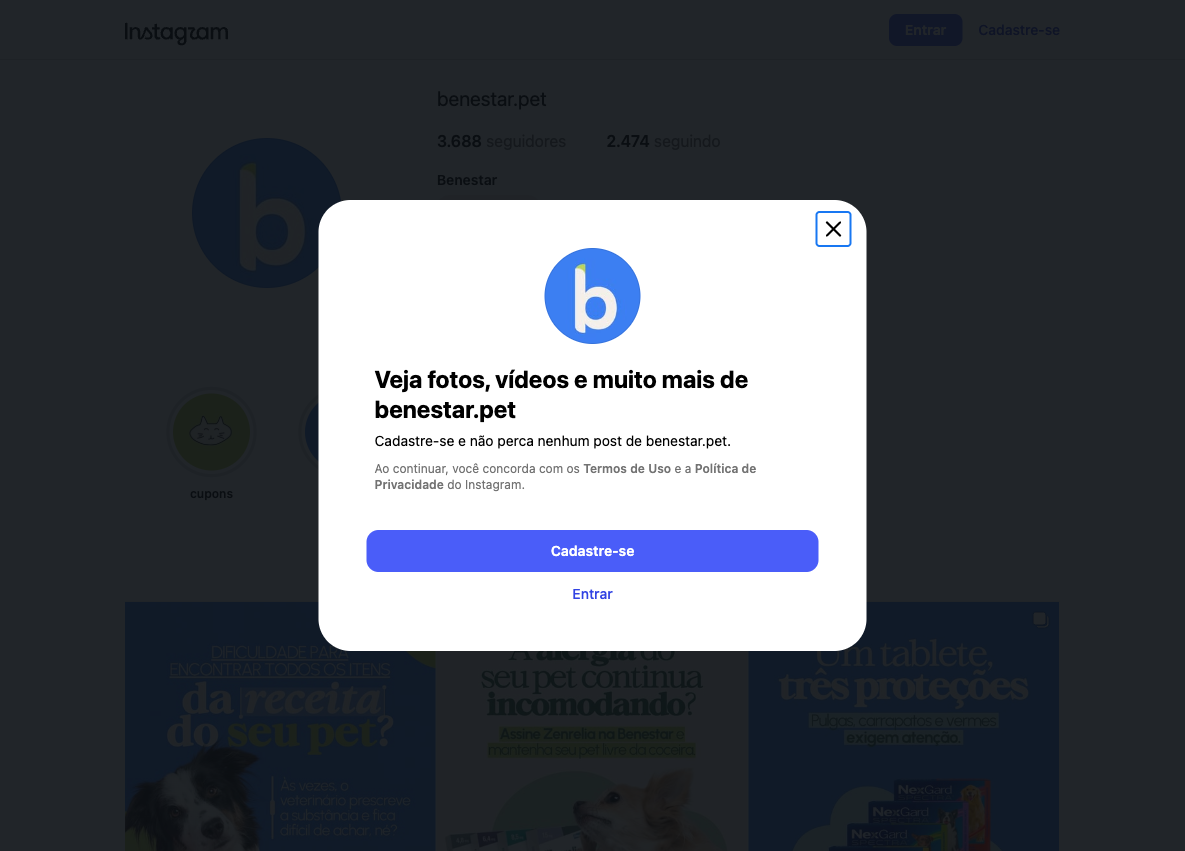 Instagram
Entrar
Cadastre-se
benestar.pet
3.688 seguidores
2.474 seguindo
Benestar
b
b
Veja fotos, vídeos e muito mais de
benestar.pet
Cadastre-se e não perca nenhum post de benestar.pet.
Ao continuar, você concorda com os Termos de Uso e a Política de
Privacidade do Instagram.
Cadastre-se
Entrar
cupons
DIFICULDADE PARA
ENCONTRAR TODOS OS ITENS
da receita
do seu pet?
Às vezes, o
veterinário prescreve
a substância e fica
difícil de achar, né?
A alergia do
seu pet continua
incomodando?
Assine Zenrelia na Benestar e
mantenha seu pet livre da coceira.
Um tablete,
três proteções
Pulgas, carrapatos e vermes
exigem atenção.
NexGard
NexGard
NexGard